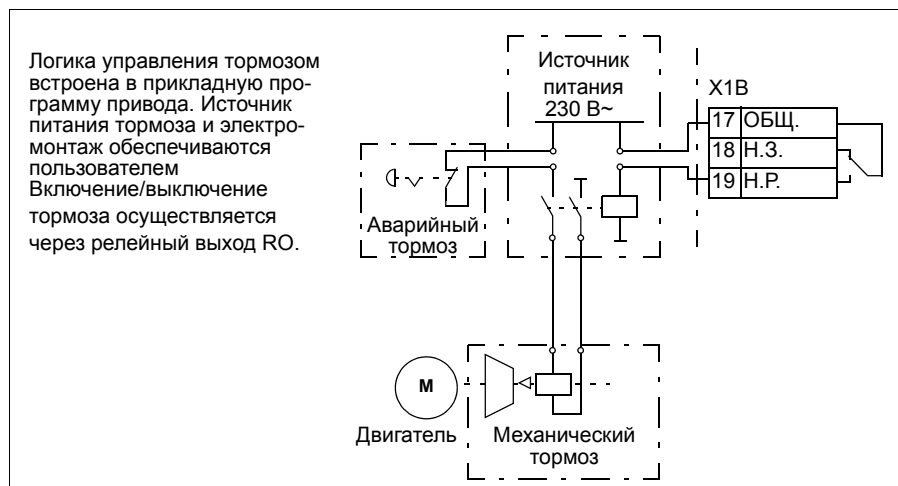 Логика управления тормозом
встроена в прикладную про-
грамму привода. Источник
питания тормоза и электро-
монтаж обеспечиваются
пользователем
Включение/выключение
тормоза осуществляется
через релейный выход RO.
Источник
питания
230 В~
X1B
17 ОБЩ.
18 Н.З.
19 Н.Р.
Аварийный
тормоз
M
Двигатель
Механический
тормоз